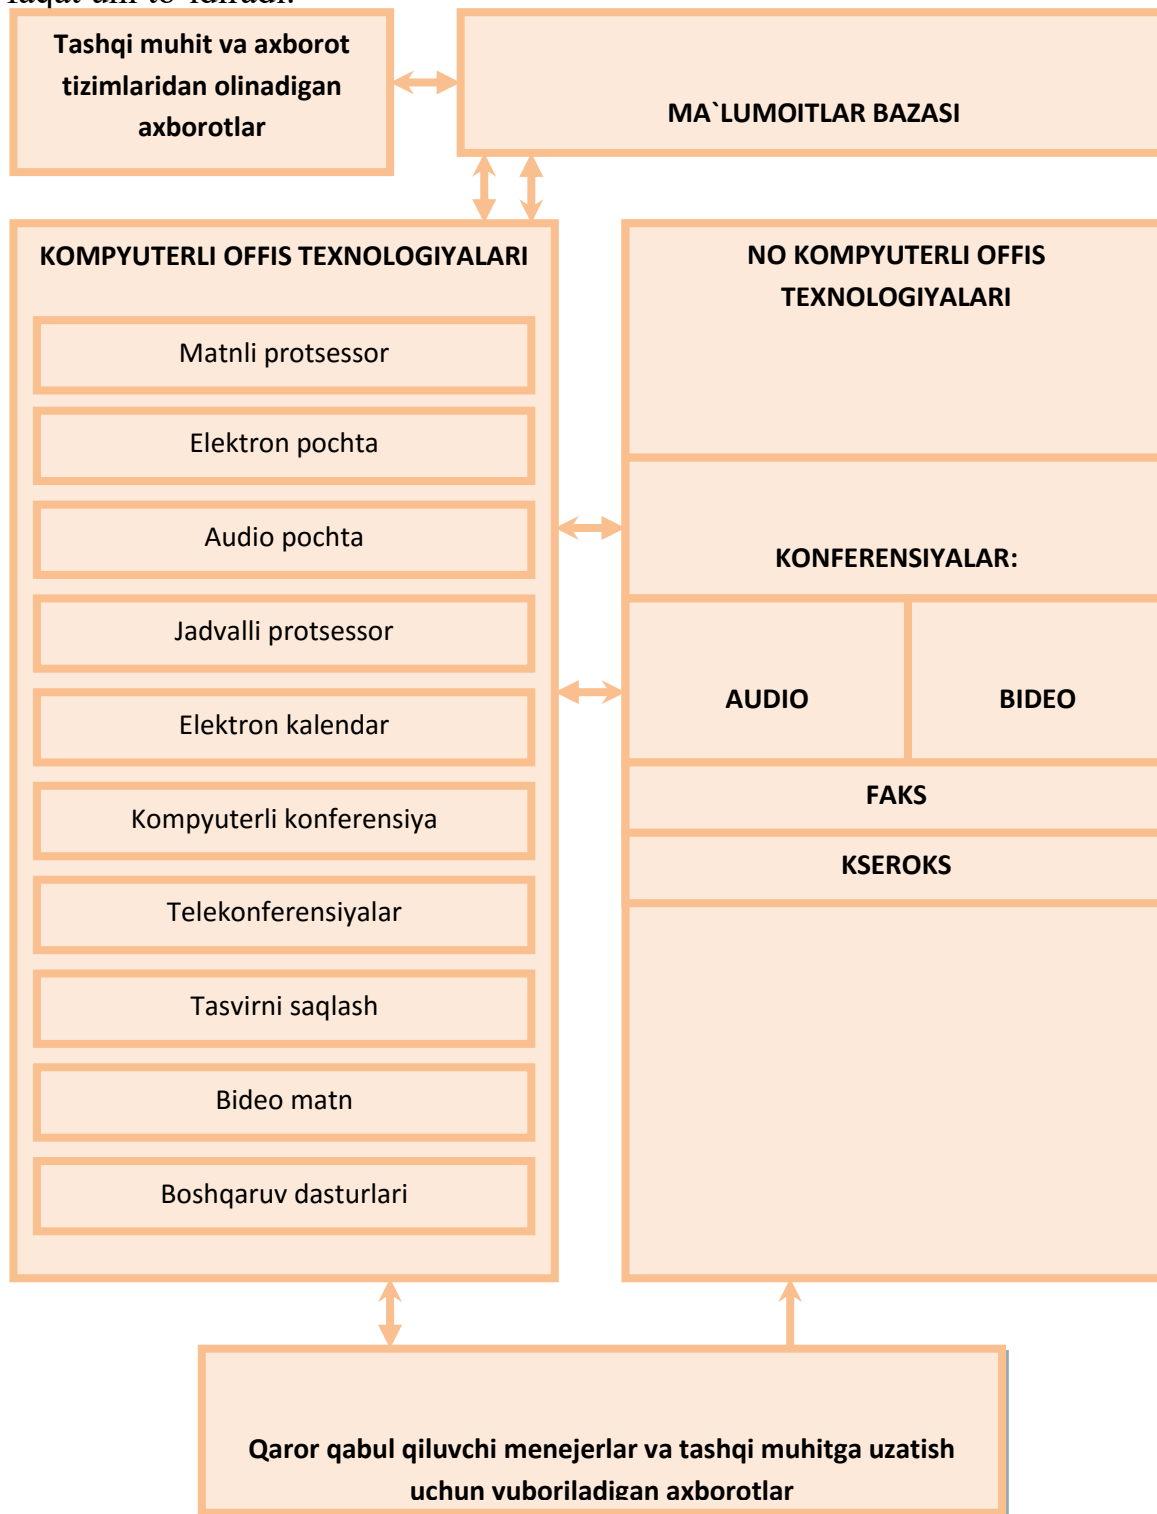 Tashqi muhit va axborot
tizimlaridan olinadigan
axborotlar
MA`LUMOITLAR BAZASI
KOMPYUTERLI OFFIS TEXNOLOGIYALARI
Matnli protsessor
Elektron pochta
Audio pochta
Jadvalli protsessor
Elektron kalendar
Kompyuterli konferensiya
Telekonferensiyalar
Tasvirni saqlash
Bideo matn
Boshqaruv dasturlari
NO KOMPYUTERLI OFFIS
TEXNOLOGIYALARI
KONFERENSIYALAR:
AUDIO
BIDEO
FAKS
KSEROKS
Qaror qabul qiluvchi menejerlar va tashqi muhitga uzatish
uchun yuboriladigan axborotlar